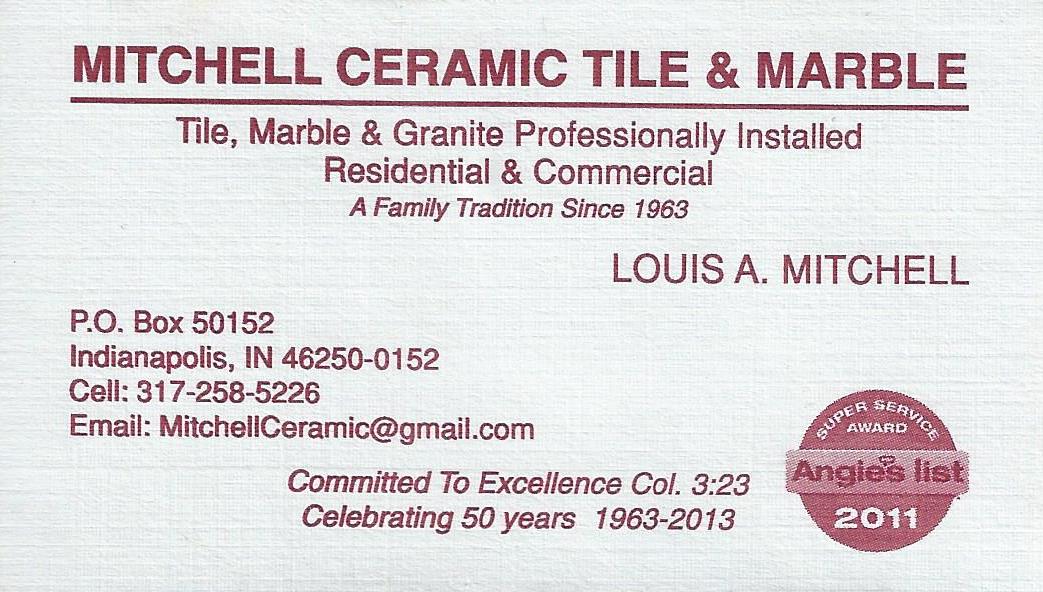 MITCHELL CERAMIC TILE & MARBLE
Tile, Marble & Granite Professionally Installed
Residential & Commercial
A Family Tradition Since 1963
LOUIS A. MITCHELL
P.O. Box 50152
Indianapolis, IN 46250-0152
Cell: 317-258-5226
Email: MitchellCeramic@gmail.com
Committed To Excellence Col. 3:23
Celebrating 50 years 1963-2013
SUPER SERVICE
AWARD
Angie's list
2011